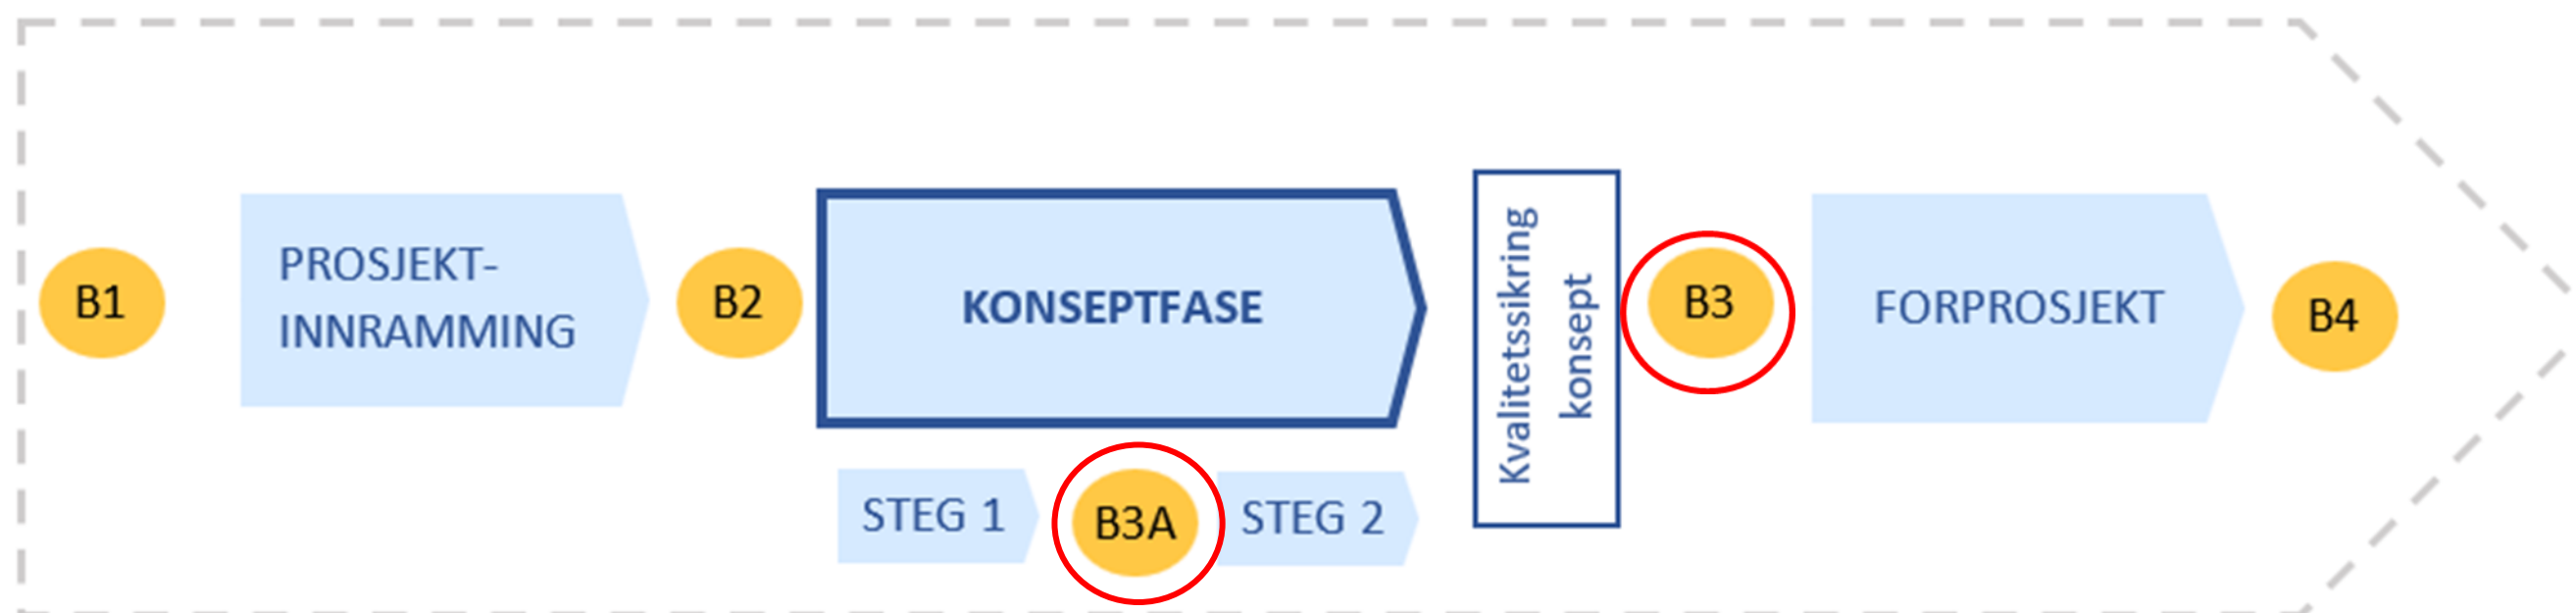 B1
PROSJEKT-
INNRAMMING
B2
KONSEPTFASE
STEG 1
B3A
STEG 2
Kvalitetssikring
konsept
B3
FORPROSJEKT
B4